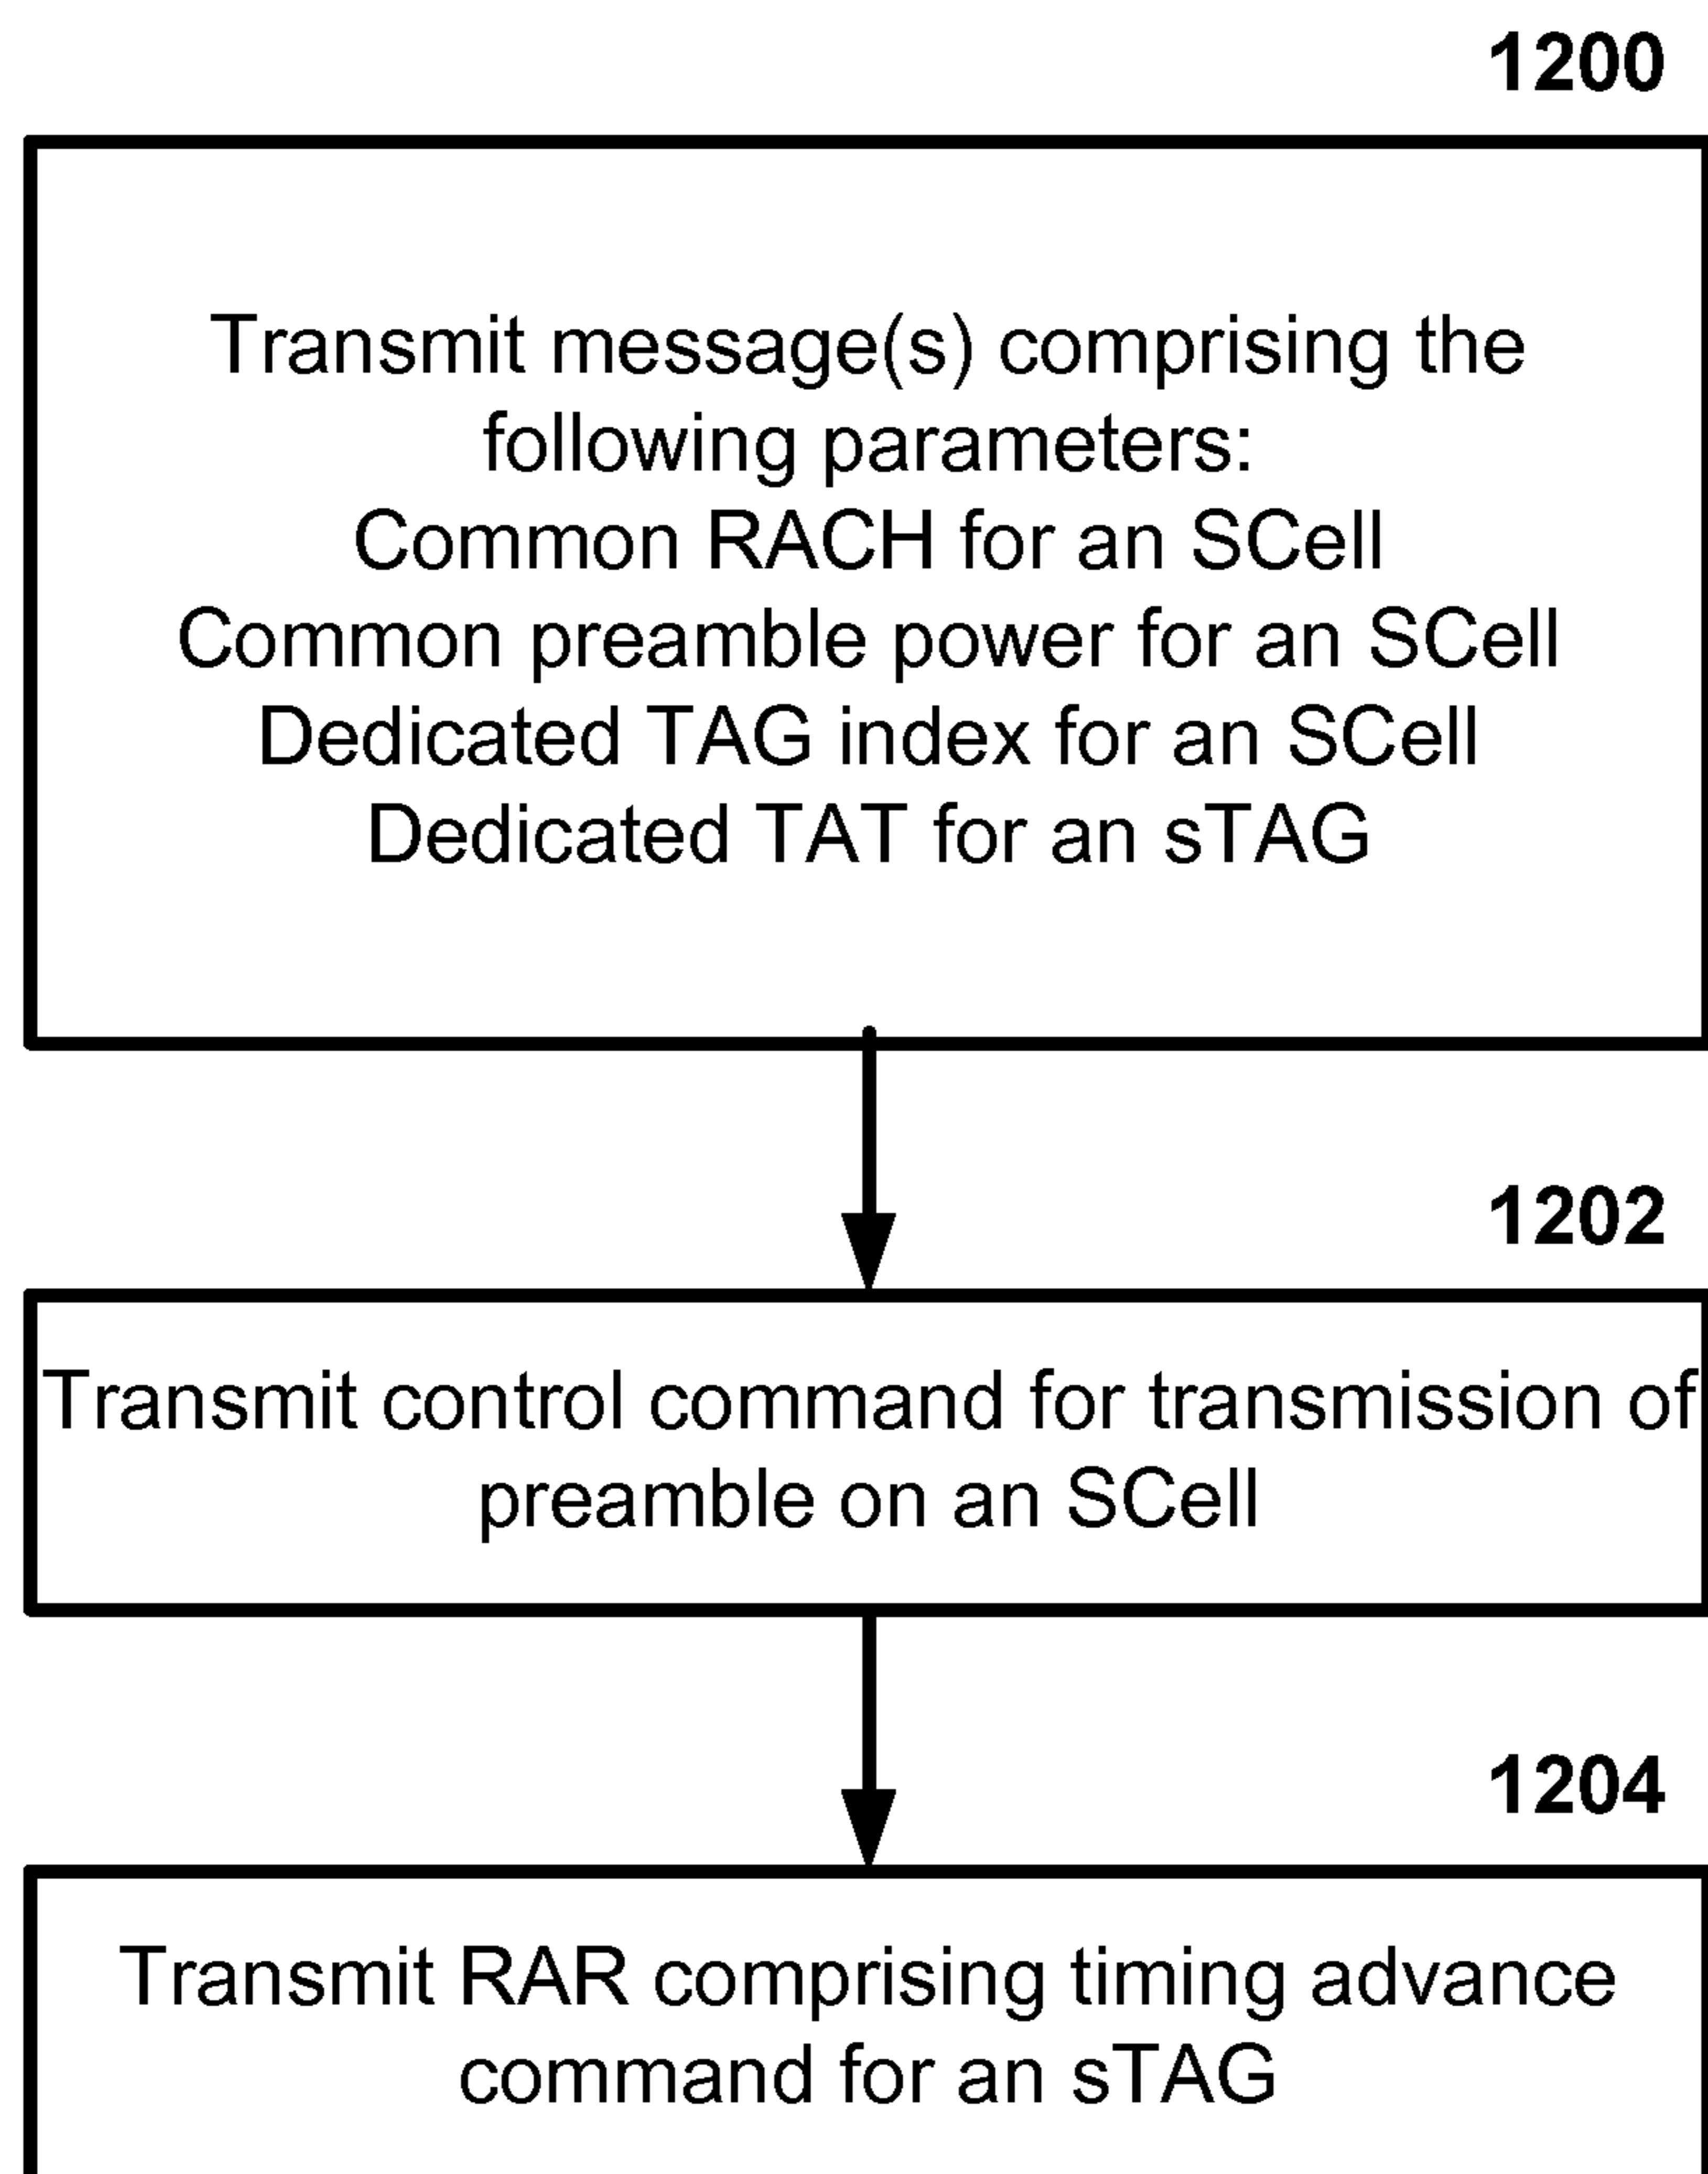 1200
Transmit message(s) comprising the
following parameters:
Common RACH for an SCell
Common preamble power for an SCell
Dedicated TAG index for an SCell
Dedicated TAT for an sTAG
1202
Transmit control command for transmission of
preamble on an SCell
1204
Transmit RAR comprising timing advance
command for an sTAG